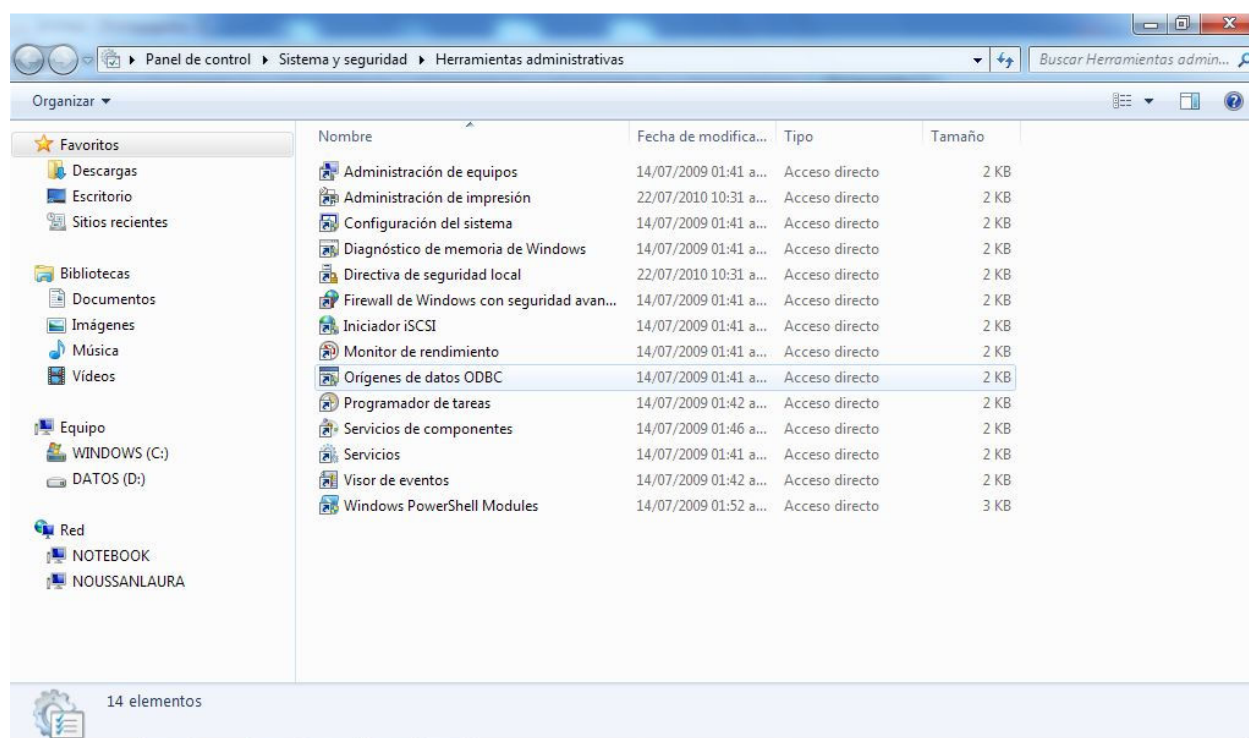 Panel de control ▸ Sistema y seguridad ▸ Herramientas administrativas
Buscar Herramientas admin...
Organizar
Favoritos
Descargas
Escritorio
Sitios recientes
Bibliotecas
Documentos
Imágenes
Música
Vídeos
Equipo
WINDOWS (C:)
DATOS (D:)
Red
NOTEBOOK
NOUSSANLAURA
Nombre Fecha de modifica... Tipo Tamaño
Administración de equipos 14/07/2009 01:41 a... Acceso directo 2 KB
Administración de impresión 22/07/2010 10:31 a... Acceso directo 2 KB
Configuración del sistema 14/07/2009 01:41 a... Acceso directo 2 KB
Diagnóstico de memoria de Windows 14/07/2009 01:41 a... Acceso directo 2 KB
Directiva de seguridad local 22/07/2010 10:31 a... Acceso directo 2 KB
Firewall de Windows con seguridad avan... 14/07/2009 01:41 a... Acceso directo 2 KB
Iniciador iSCSI 14/07/2009 01:41 a... Acceso directo 2 KB
Monitor de rendimiento 14/07/2009 01:41 a... Acceso directo 2 KB
Orígenes de datos ODBC 14/07/2009 01:41 a... Acceso directo 2 KB
Programador de tareas 14/07/2009 01:42 a... Acceso directo 2 KB
Servicios de componentes 14/07/2009 01:46 a... Acceso directo 2 KB
Servicios 14/07/2009 01:41 a... Acceso directo 2 KB
Visor de eventos 14/07/2009 01:42 a... Acceso directo 2 KB
Windows PowerShell Modules 14/07/2009 01:52 a... Acceso directo 3 KB
14 elementos